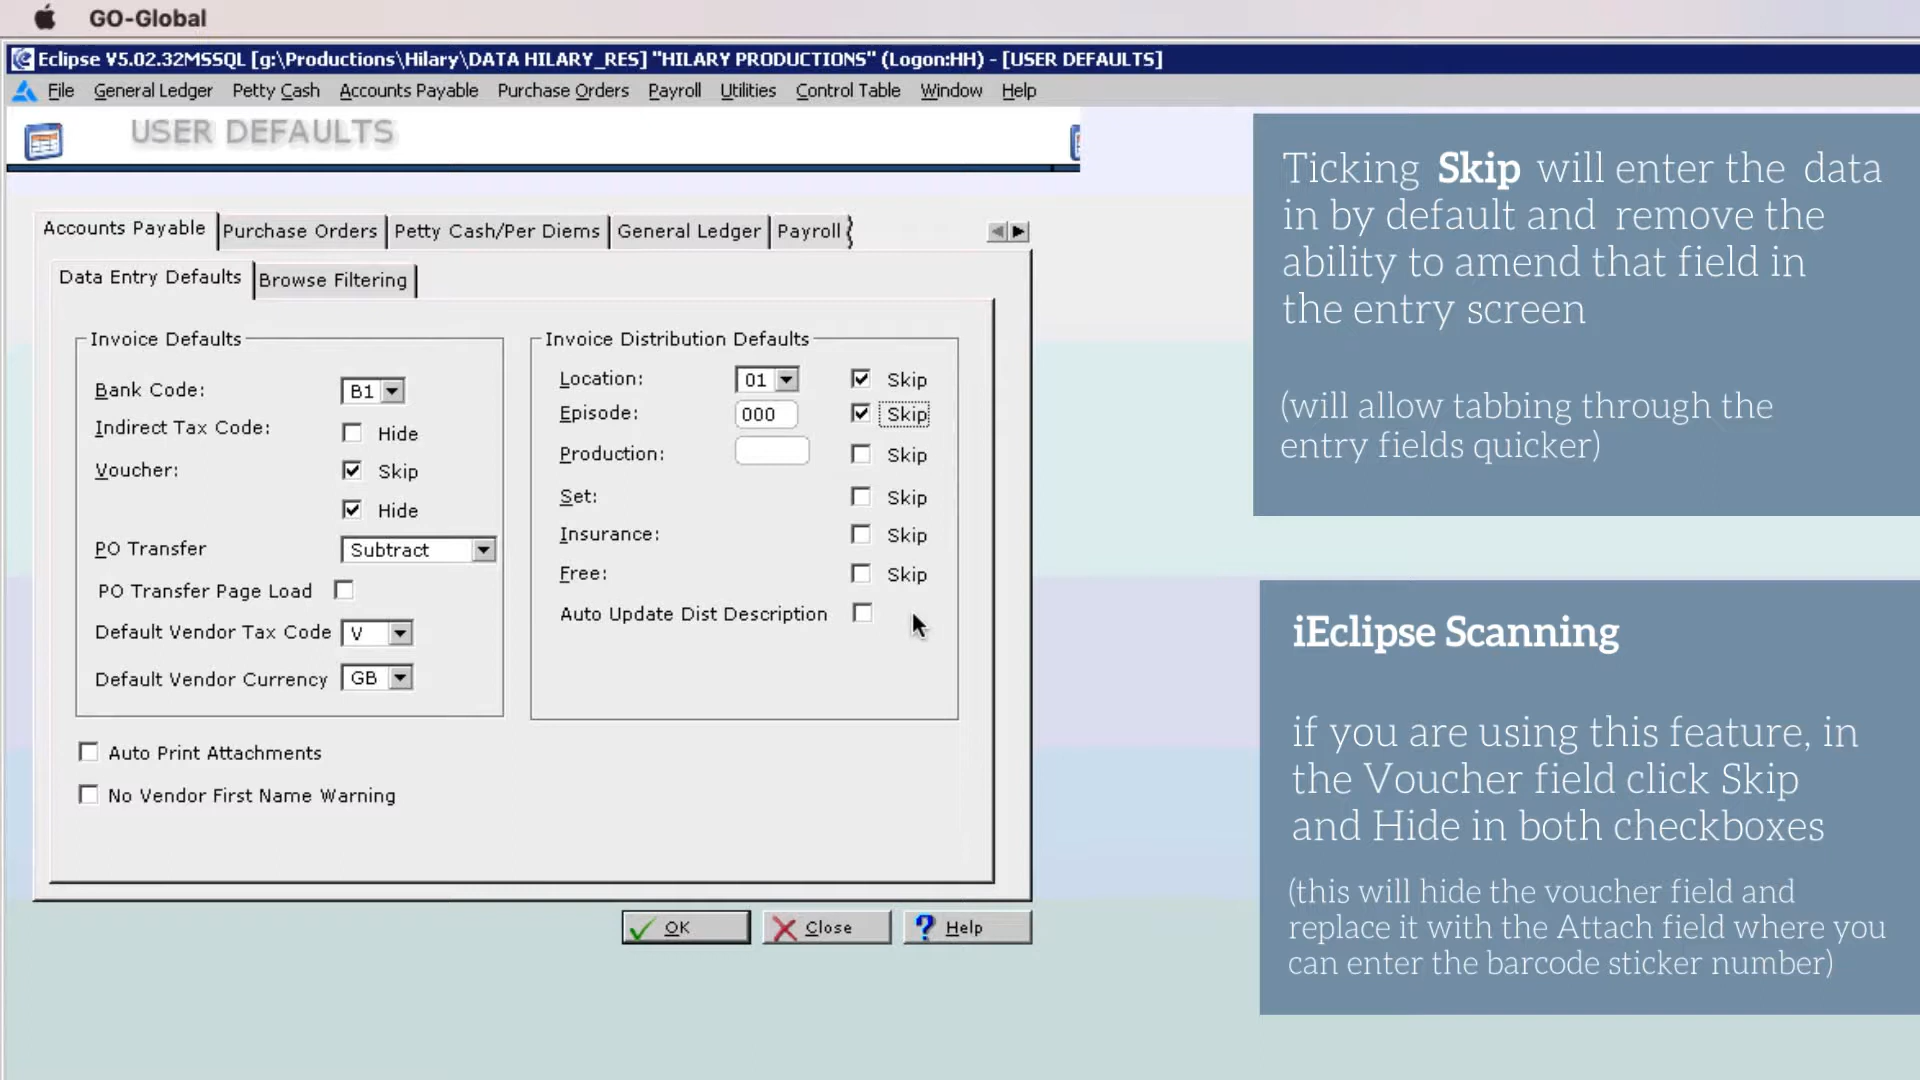 GO-Global
Eclipse V5.02.32MSSQL [g:\Productions\Hilary\DATA HILARY_RES] "HILARY PRODUCTIONS" (Logon:HH) - [USER DEFAULTS]
File General Ledger Petty Cash Accounts Payable Purchase Orders Payroll Utilities Control Table Window Help
USER DEFAULTS
Accounts Payable Purchase Orders Petty Cash/Per Diems General Ledger Payroll
Data Entry Defaults Browse Filtering
Invoice Defaults
Bank Code: B1
Indirect Tax Code: Hide
Voucher: Skip
Hide
PO Transfer Subtract
PO Transfer Page Load
Default Vendor Tax Code V
Default Vendor Currency GB
Invoice Distribution Defaults
Location: 01 Skip
Episode: 000 Skip
Production: Skip
Set: Skip
Insurance: Skip
Free: Skip
Auto Update Dist Description
Auto Print Attachments
No Vendor First Name Warning
OK Close Help
Ticking Skip will enter the data
in by default and remove the
ability to amend that field in
the entry screen
(will allow tabbing through the
entry fields quicker)
iEclipse Scanning
if you are using this feature, in
the Voucher field click Skip
and Hide in both checkboxes
(this will hide the voucher field and
replace it with the Attach field where you
can enter the barcode sticker number)